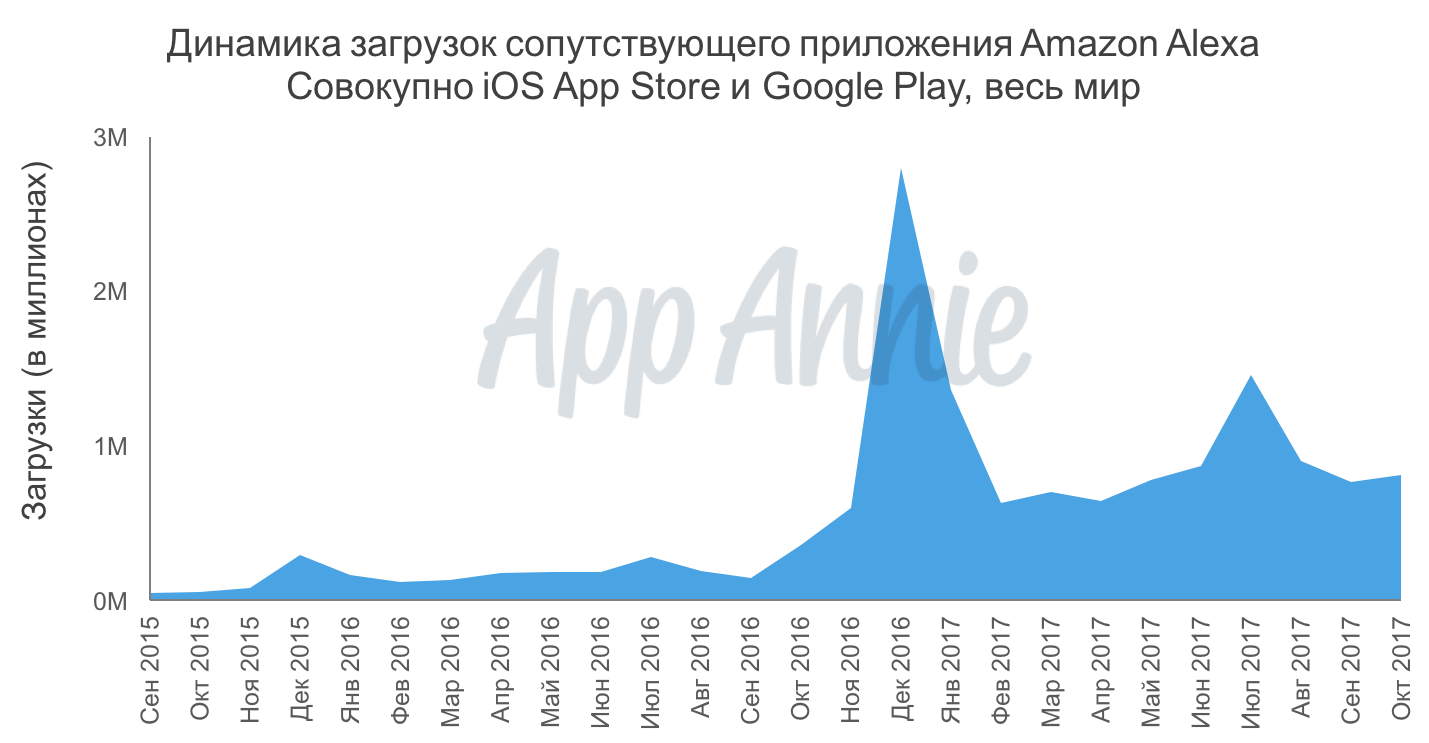 Динамика загрузок сопутствующего приложения Amazon Alexa
Совокупно iOS App Store и Google Play, весь мир
Загрузки (в миллионах)
3M
2M
1M
0M
App Annie
Сен 2015
Окт 2015
Ноя 2015
Дек 2015
Янв 2016
Фев 2016
Мар 2016
Апр 2016
Май 2016
Июн 2016
Июл 2016
Авг 2016
Сен 2016
Окт 2016
Ноя 2016
Дек 2016
Янв 2017
Фев 2017
Мар 2017
Апр 2017
Май 2017
Июн 2017
Июл 2017
Авг 2017
Сен 2017
Окт 2017